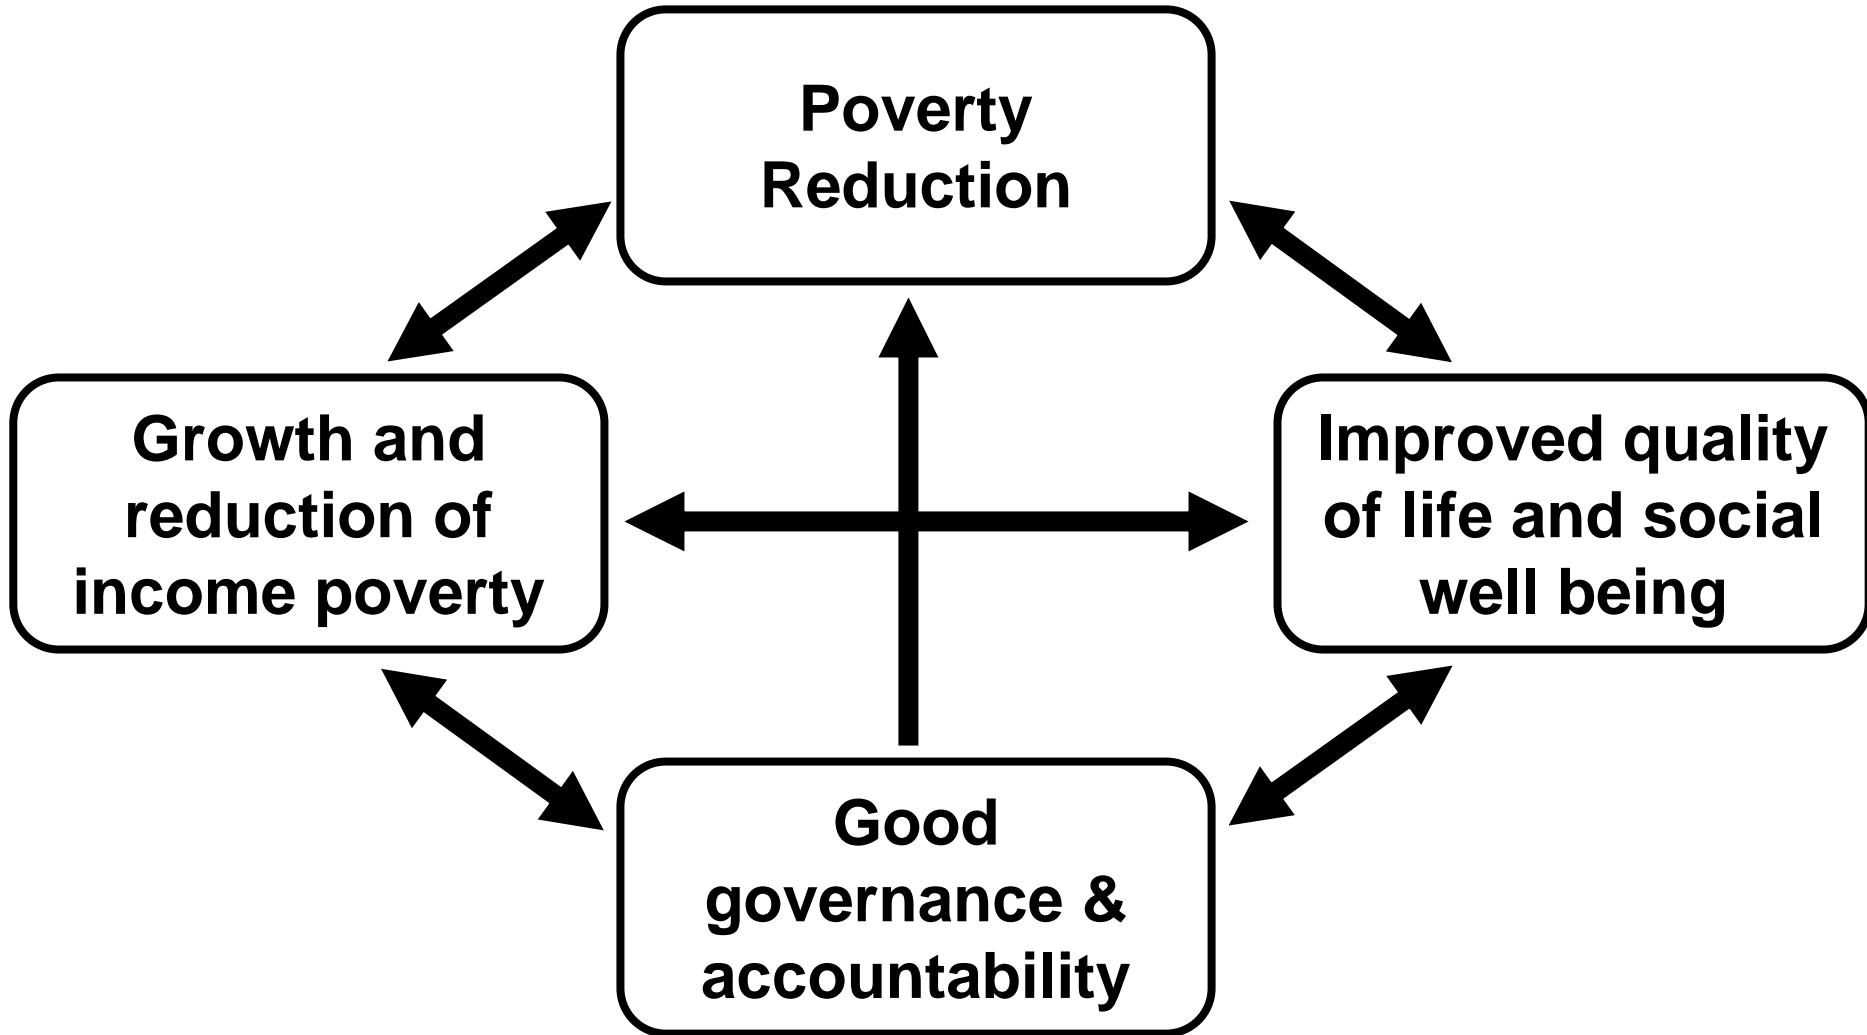 Poverty
Reduction
Growth and
reduction of
income poverty
Improved quality
of life and social
well being
Good
governance &
accountability